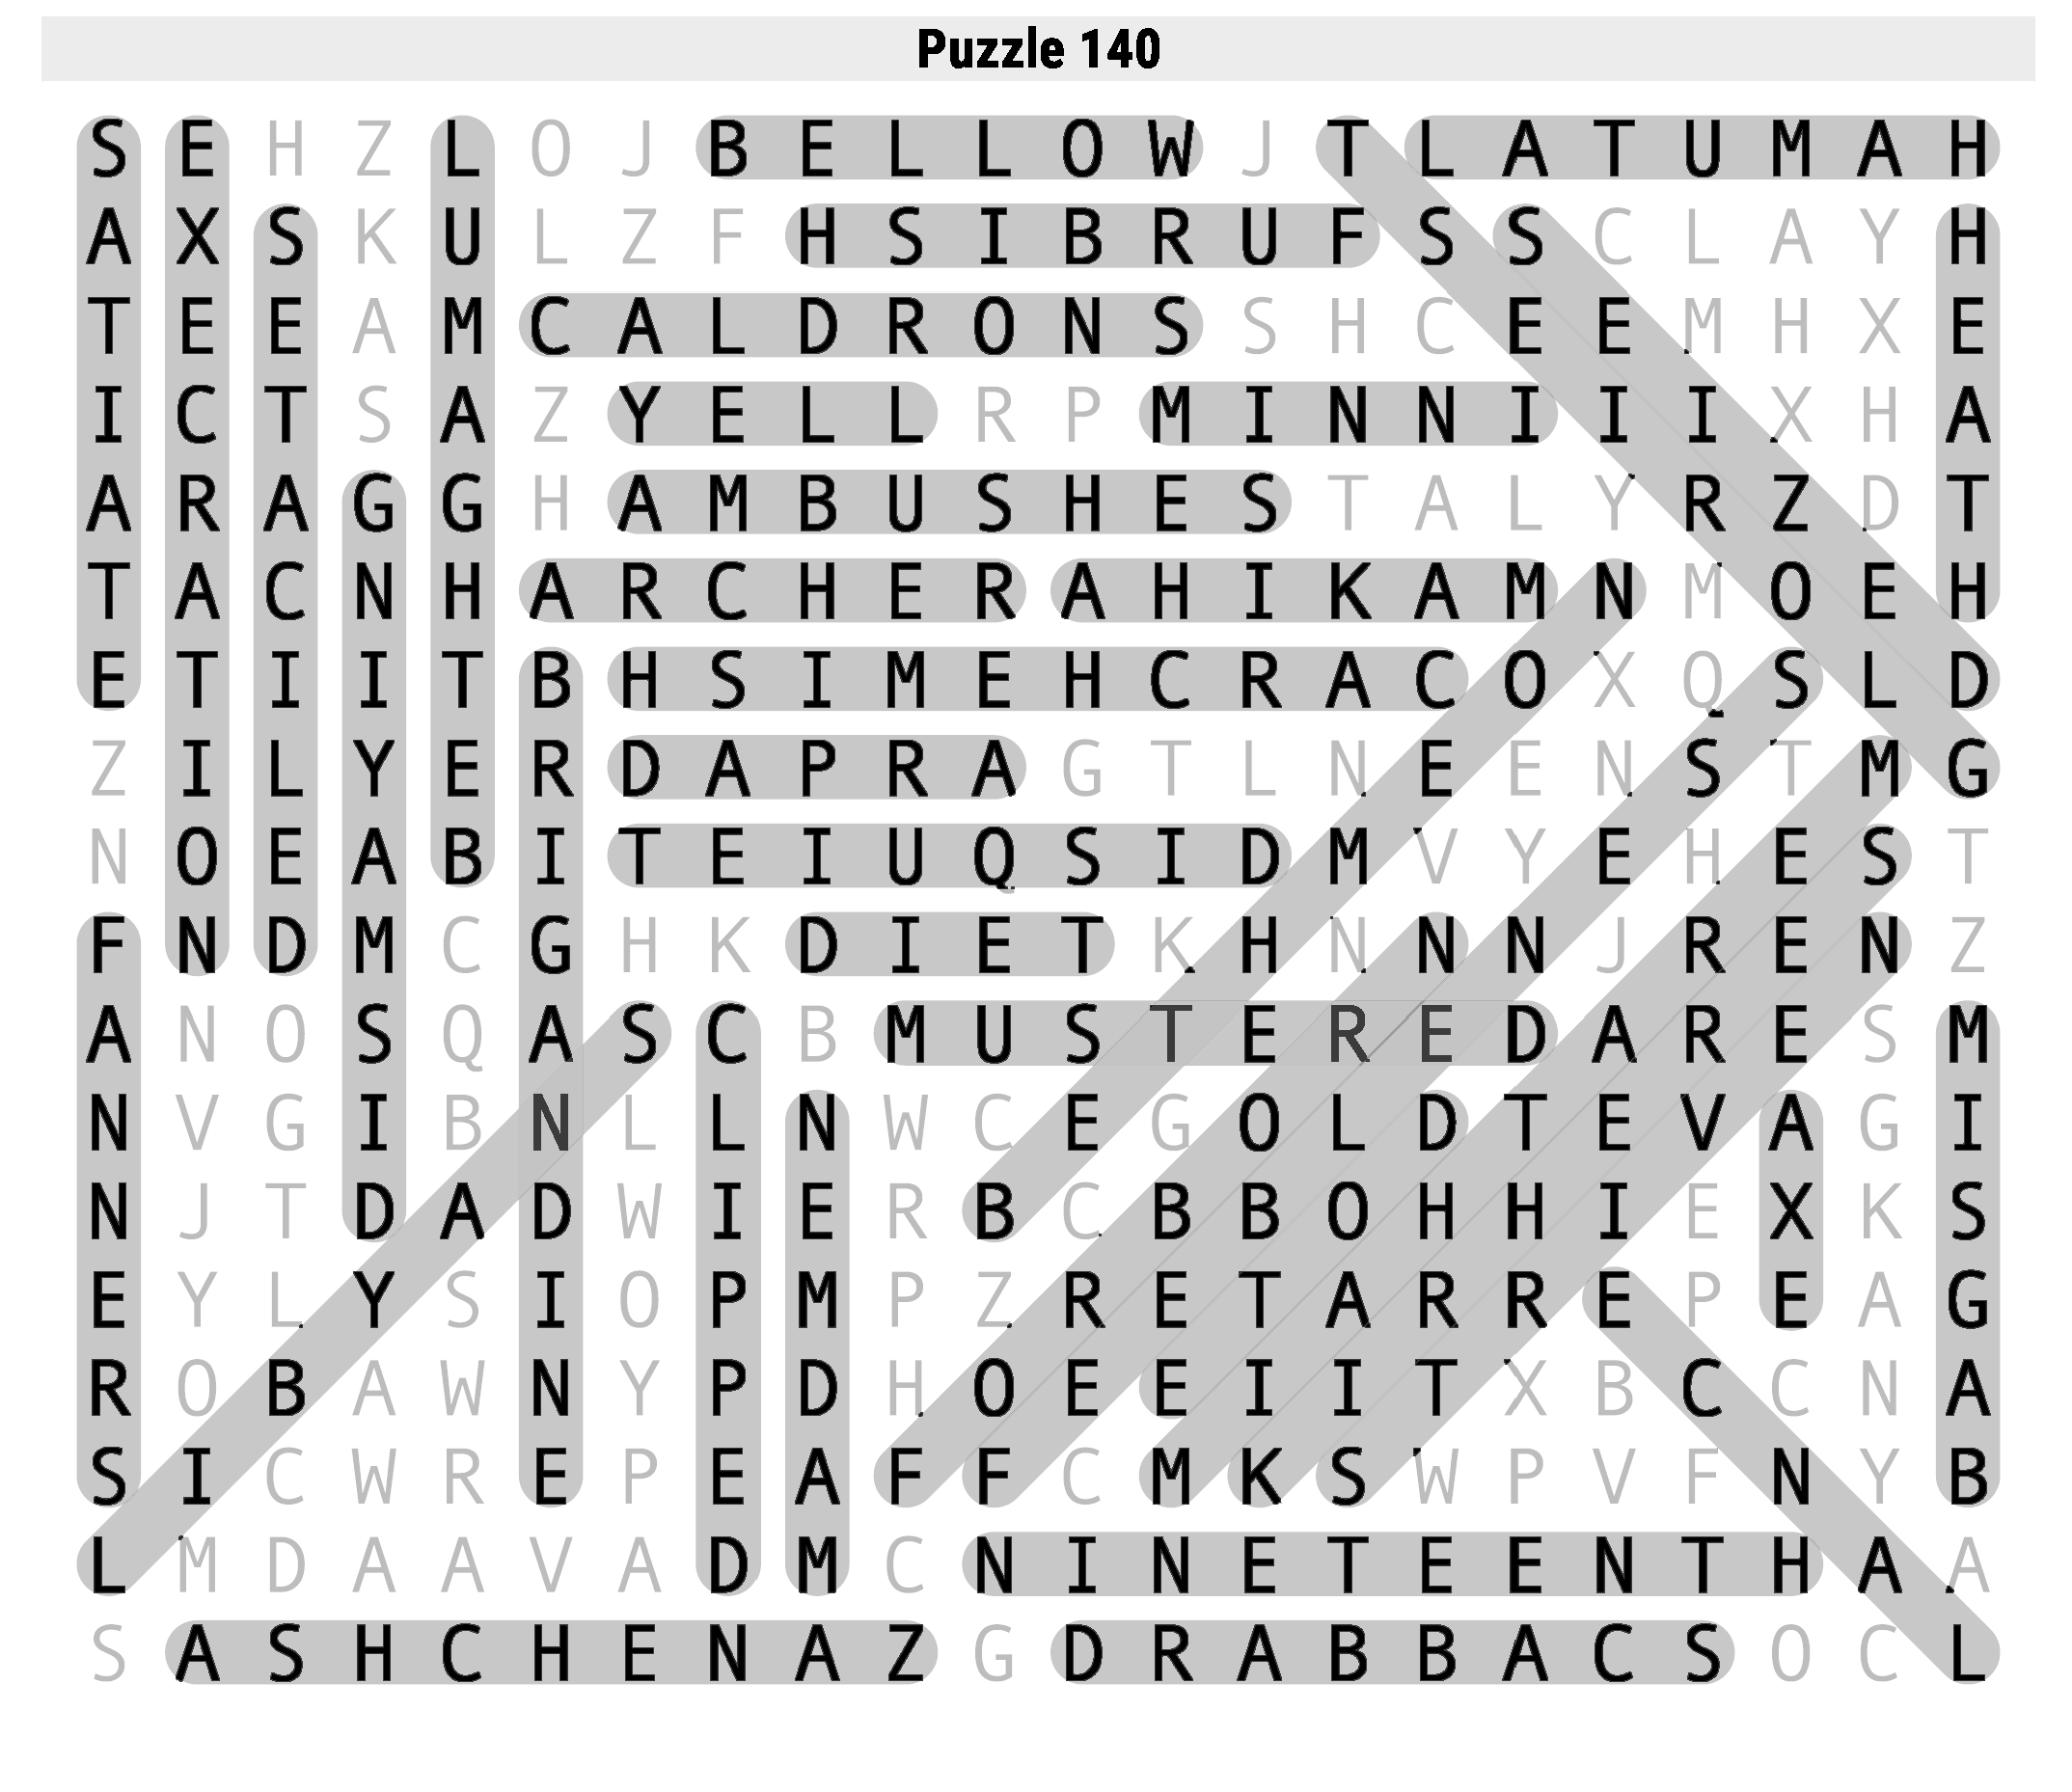 Puzzle 140
S E H Z L O J B E L L O W J T L A T U M A H
A X S K U L Z F H S I B R U F S S C L A Y H
T E E A M C A L D R O N S S H C E E M H X E
I C T S A Z Y E L L R P M I N N I I I X H A
A R A G G H A M B U S H E S T A L Y R Z D T
T A C N H A R C H E R A H I K A M N M O E H
E T I I T B H S I M E H C R A C O X Q S L D
Z I L Y E R D A P R A G T L N E E N S T M G
N O E A B I T E I U Q S I D M V Y E H E S T
F N D M C G H K D I E T K H N N N J R E N Z
A N O S Q A S C B M U S T E R E D A R E S M
N V G I B N L L N W C E G O L D T E V A G I
N J T D A D W I E R B C B B O H H I E X K S
E Y L Y S I O P M P Z R E T A R R E P E A G
R O B A W N Y P D H O E E I I T X B C C N A
S I C W R E P E A F F C M K S W P V F N Y B
L M D A A V A D M C N I N E T E E N T H A A
S A S H C H E N A Z G D R A B B A C S O C L